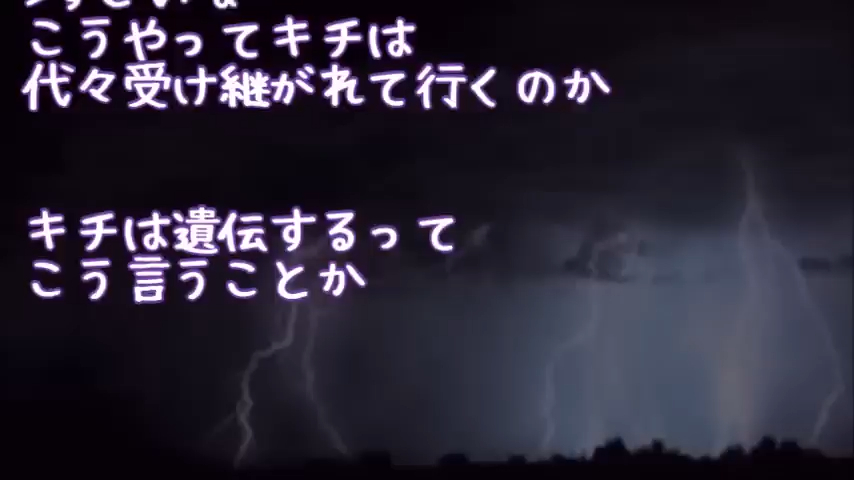 こうやってキチは
代々受け継がれて行くのか
キチは遺伝するって
こう言うことか